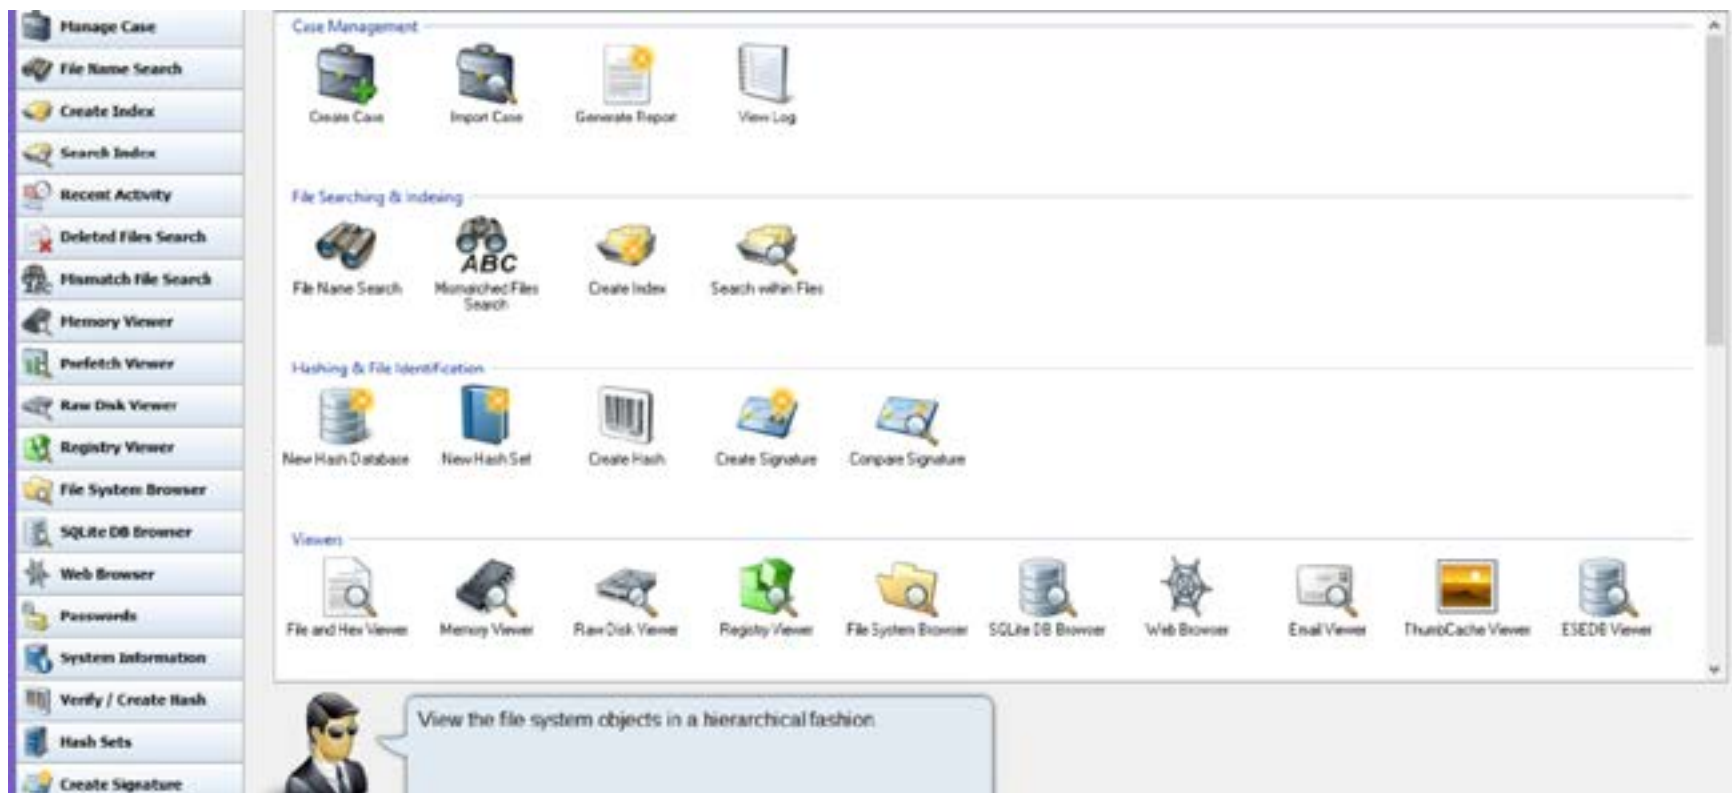 Manage Case
File Name Search
Create Index
Search Index
Recent Activity
Deleted Files Search
Mismatch File Search
Memory Viewer
Prefetch Viewer
Raw Disk Viewer
Registry Viewer
File System Browser
SQLite DB Browser
Web Browser
Passwords
System Information
Verify / Create Hash
Hash Sets
Create Signature
Case Management
Create Case
Import Case
Generate Report
View Log
File Searching & Indexing
ABC
File Name Search
Mismatched Files
Search
Create Index
Search within Files
Hashing & File Identification
New Hash Database
New Hash Set
Create Hash
Create Signature
Compare Signature
Viewers
File and Hex Viewer
Memory Viewer
Raw Disk Viewer
Registry Viewer
File System Browser
SQLite DB Browser
Web Browser
Email Viewer
ThumbCache Viewer
ESEDB Viewer
View the file system objects in a hierarchical fashion